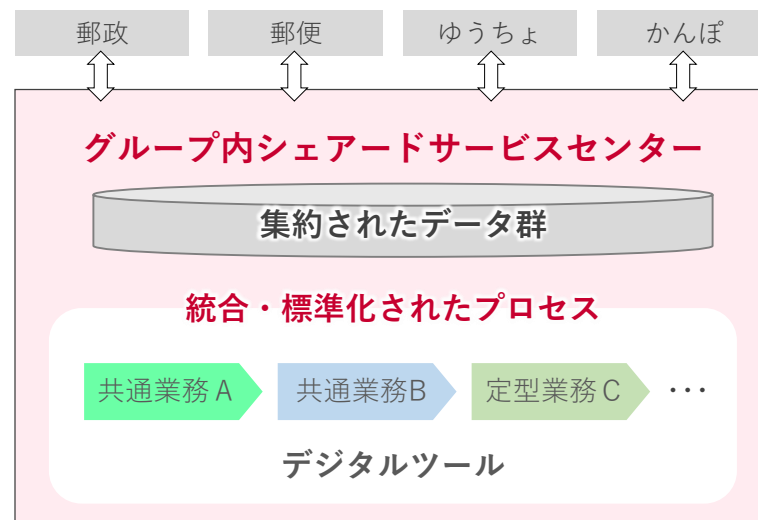 郵政 郵便 ゆうちょ かんぽ
グループ内シェアードサービスセンター
集約されたデータ群
統合・標準化されたプロセス
共通業務A 共通業務B 定型業務C ･･･
デジタルツール